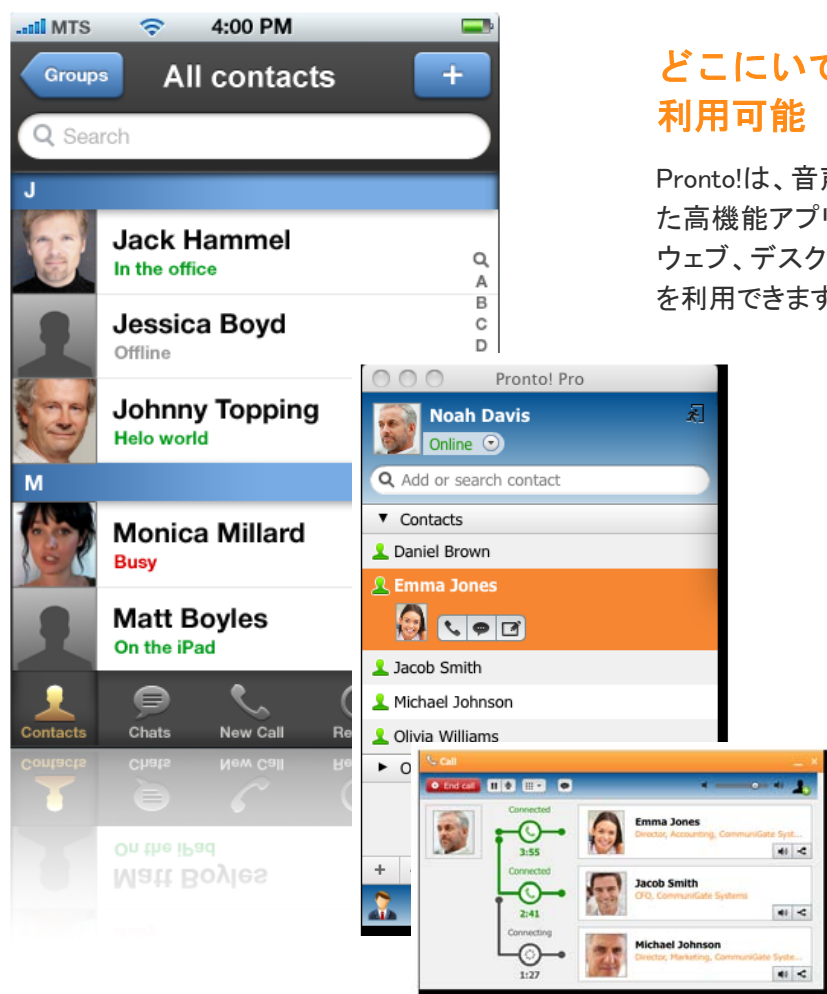 MTS 4:00 PM
Groups All contacts +
Search
J
Jack Hammel
In the office
Jessica Boyd
Offline
Johnny Topping
Helo world
M
Monica Millard
Busy
Matt Boyles
On the iPad
Q
A
B
C
D
Contacts Chats New Call Re
どこにいて
利用可能
Pronto!は、音声
た高機能アプリ
ウェブ、デスク
を利用できます
Pronto! Pro
Noah Davis
Online
Add or search contact
Contacts
Daniel Brown
Emma Jones
Jacob Smith
Michael Johnson
Olivia Williams
O
+
Call
End call
Connected
3:55
Emma Jones
Director, Accounting, CommuniGate Syst...
Connected
2:41
Jacob Smith
CFO, CommuniGate Systems
Connecting
1:27
Michael Johnson
Director, Marketing, CommuniGate Syste...